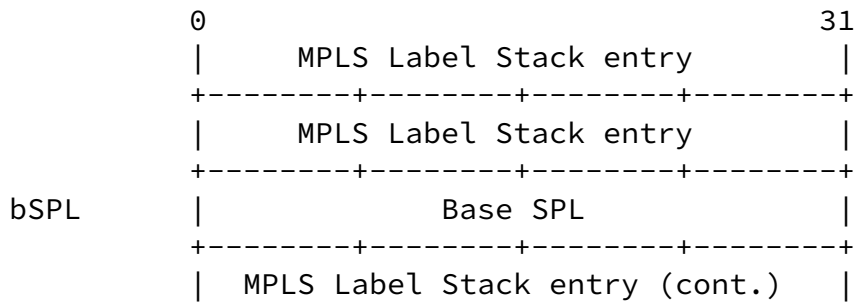 0                                      31
|      MPLS Label Stack entry         |
+--------+--------+--------+--------+
|      MPLS Label Stack entry         |
+--------+--------+--------+--------+
bSPL      |              Base SPL               |
+--------+--------+--------+--------+
|  MPLS Label Stack entry (cont.)   |